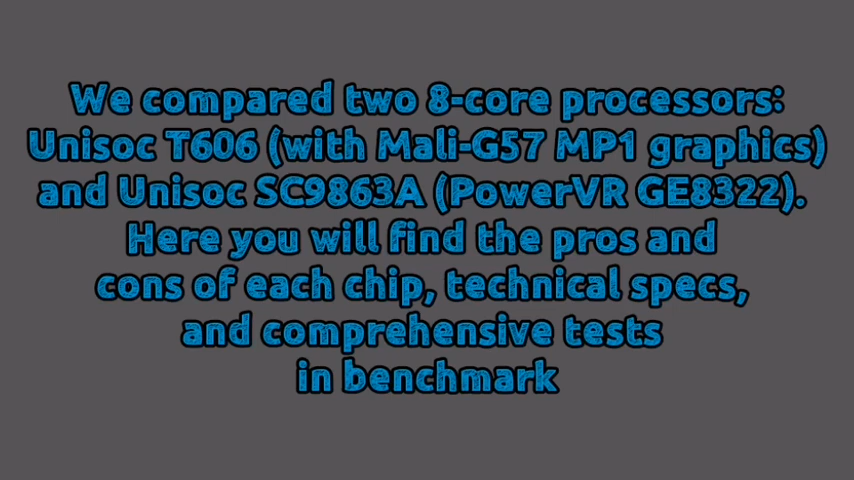 We compared two 8-core processors:
Unisoc T606 (with Mali-G57 MP1 graphics)
and Unisoc SC9863A (PowerVR GE8322).
Here you will find the pros and
cons of each chip, technical specs,
and comprehensive tests
in benchmark